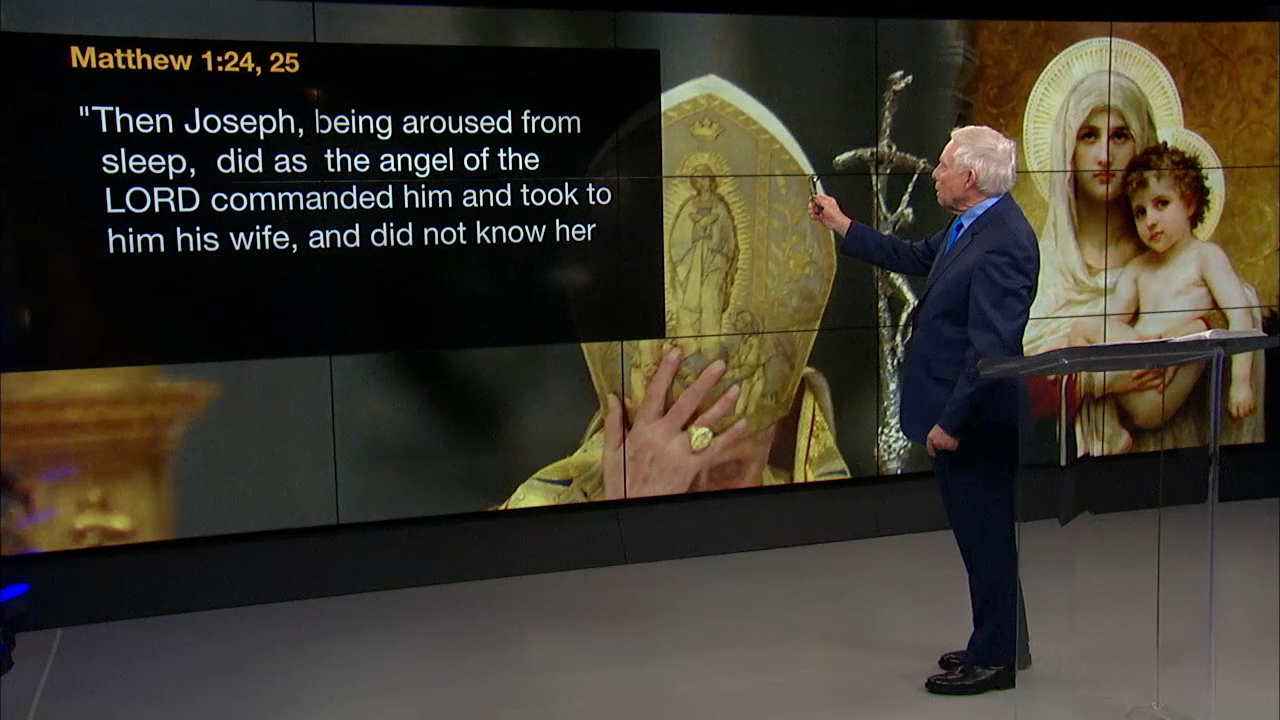 Matthew 1:24, 25
"Then Joseph, being aroused from
sleep, did as the angel of the
LORD commanded him and took to
him his wife, and did not know her